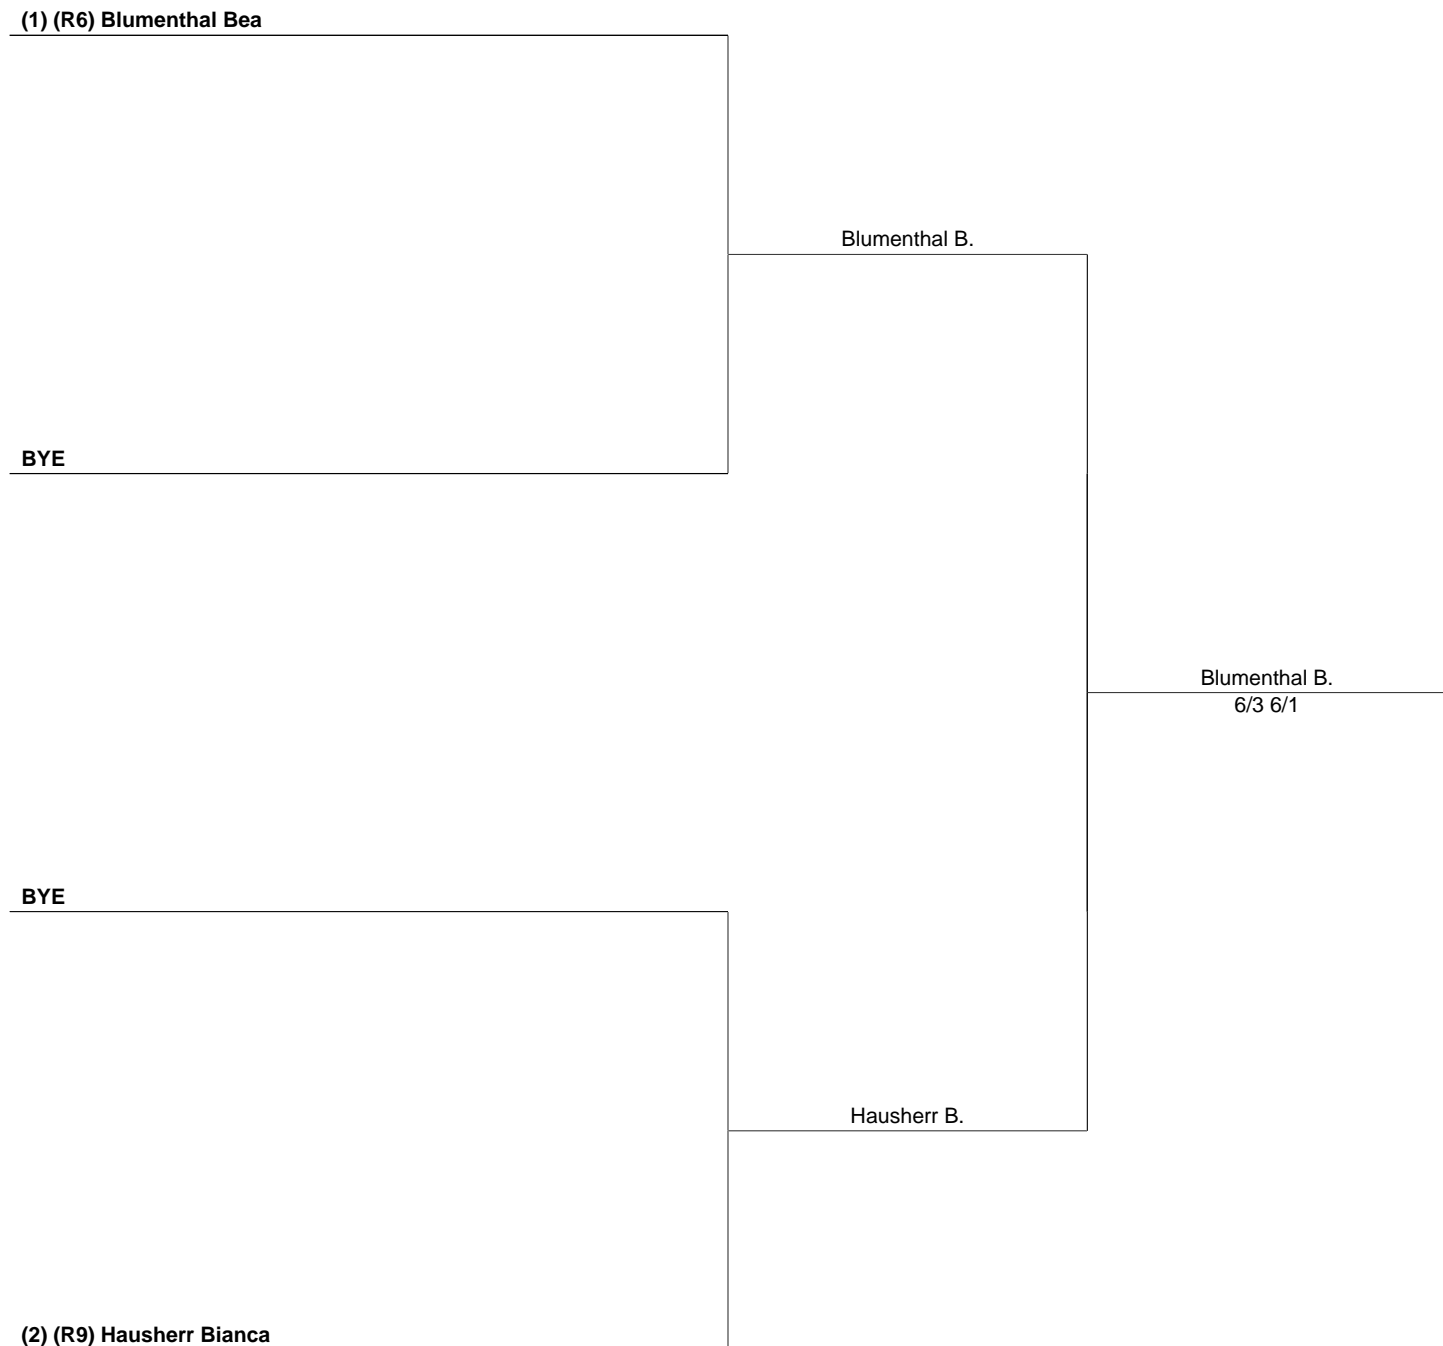 (1) (R6) Blumenthal Bea
Blumenthal B.
BYE
Blumenthal B.
6/3 6/1
BYE
Hausherr B.
(2) (R9) Hausherr Bianca